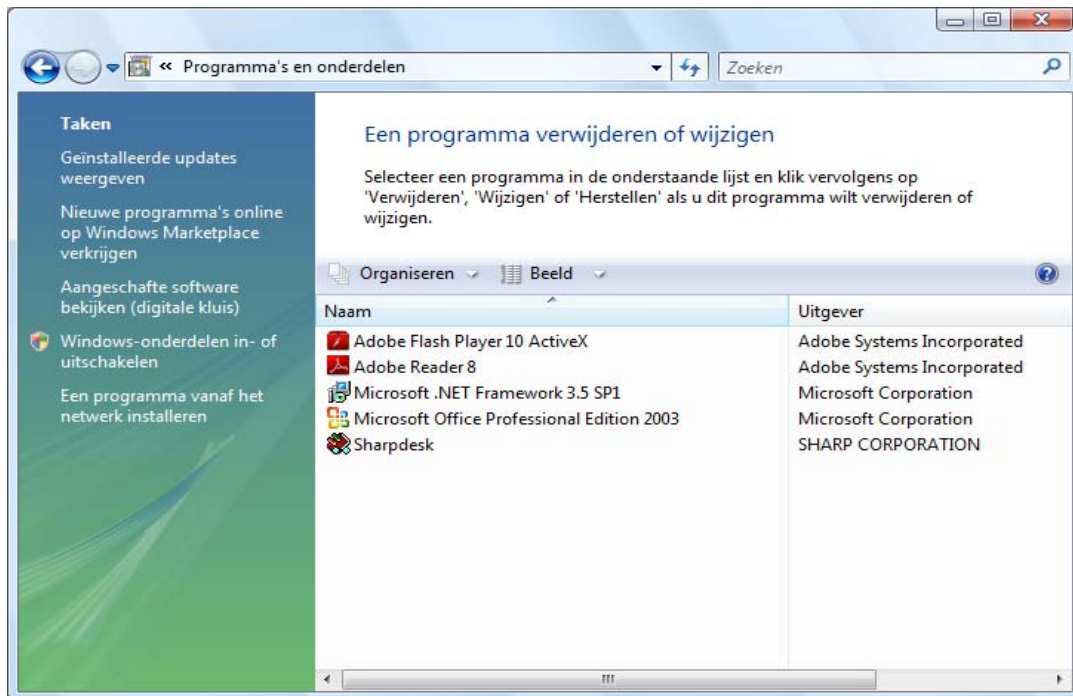 « Programma's en onderdelen
Zoeken
Taken
Geïnstalleerde updates
weergeven
Nieuwe programma's online
op Windows Marketplace
verkrijgen
Aangeschafte software
bekijken (digitale kluis)
Windows-onderdelen in- of
uitschakelen
Een programma vanaf het
netwerk installeren
Een programma verwijderen of wijzigen
Selecteer een programma in de onderstaande lijst en klik vervolgens op
'Verwijderen', 'Wijzigen' of 'Herstellen' als u dit programma wilt verwijderen of
wijzigen.
Organiseren Beeld
Naam Uitgever
Adobe Flash Player 10 ActiveX Adobe Systems Incorporated
Adobe Reader 8 Adobe Systems Incorporated
Microsoft .NET Framework 3.5 SP1 Microsoft Corporation
Microsoft Office Professional Edition 2003 Microsoft Corporation
Sharpdesk SHARP CORPORATION